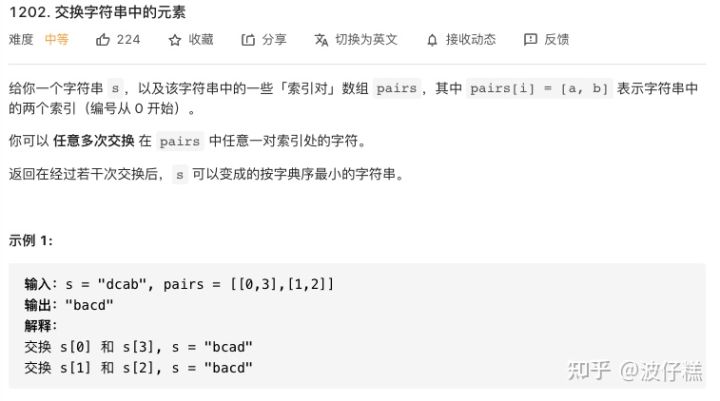 1202. 交换字符串中的元素
难度 中等 224 收藏 分享 切换为英文 接收动态 反馈
给你一个字符串 s，以及该字符串中的一些「索引对」数组 pairs，其中 pairs[i] = [a, b] 表示字符串中
的两个索引（编号从 0 开始）。
你可以 任意多次交换 在 pairs 中任意一对索引处的字符。
返回在经过若干次交换后，s 可以变成的按字典序最小的字符串。
示例 1:
输入：s = "dcab", pairs = [[0,3],[1,2]]
输出："bacd"
解释：
交换 s[0] 和 s[3], s = "bcad"
交换 s[1] 和 s[2], s = "bacd"
知乎 @波仔糕